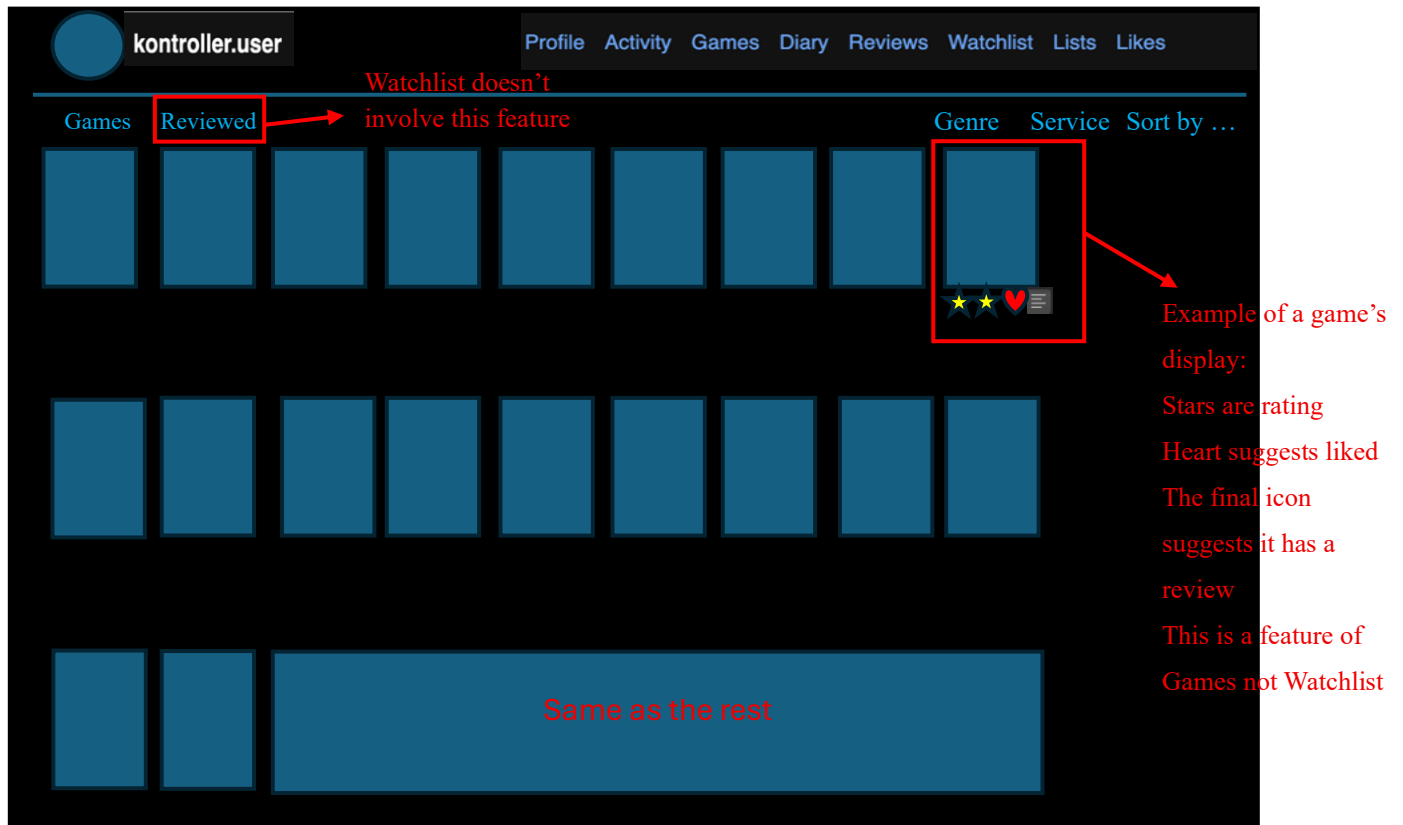 kontroller.user
Profile Activity Games Diary Reviews Watchlist Lists Likes
Watchlist doesn't
involve this feature
Games Reviewed
Genre Service Sort by …
Example of a game's
display:
Stars are rating
Heart suggests liked
The final icon
suggests it has a
review
This is a feature of
Games not Watchlist
Same as the rest